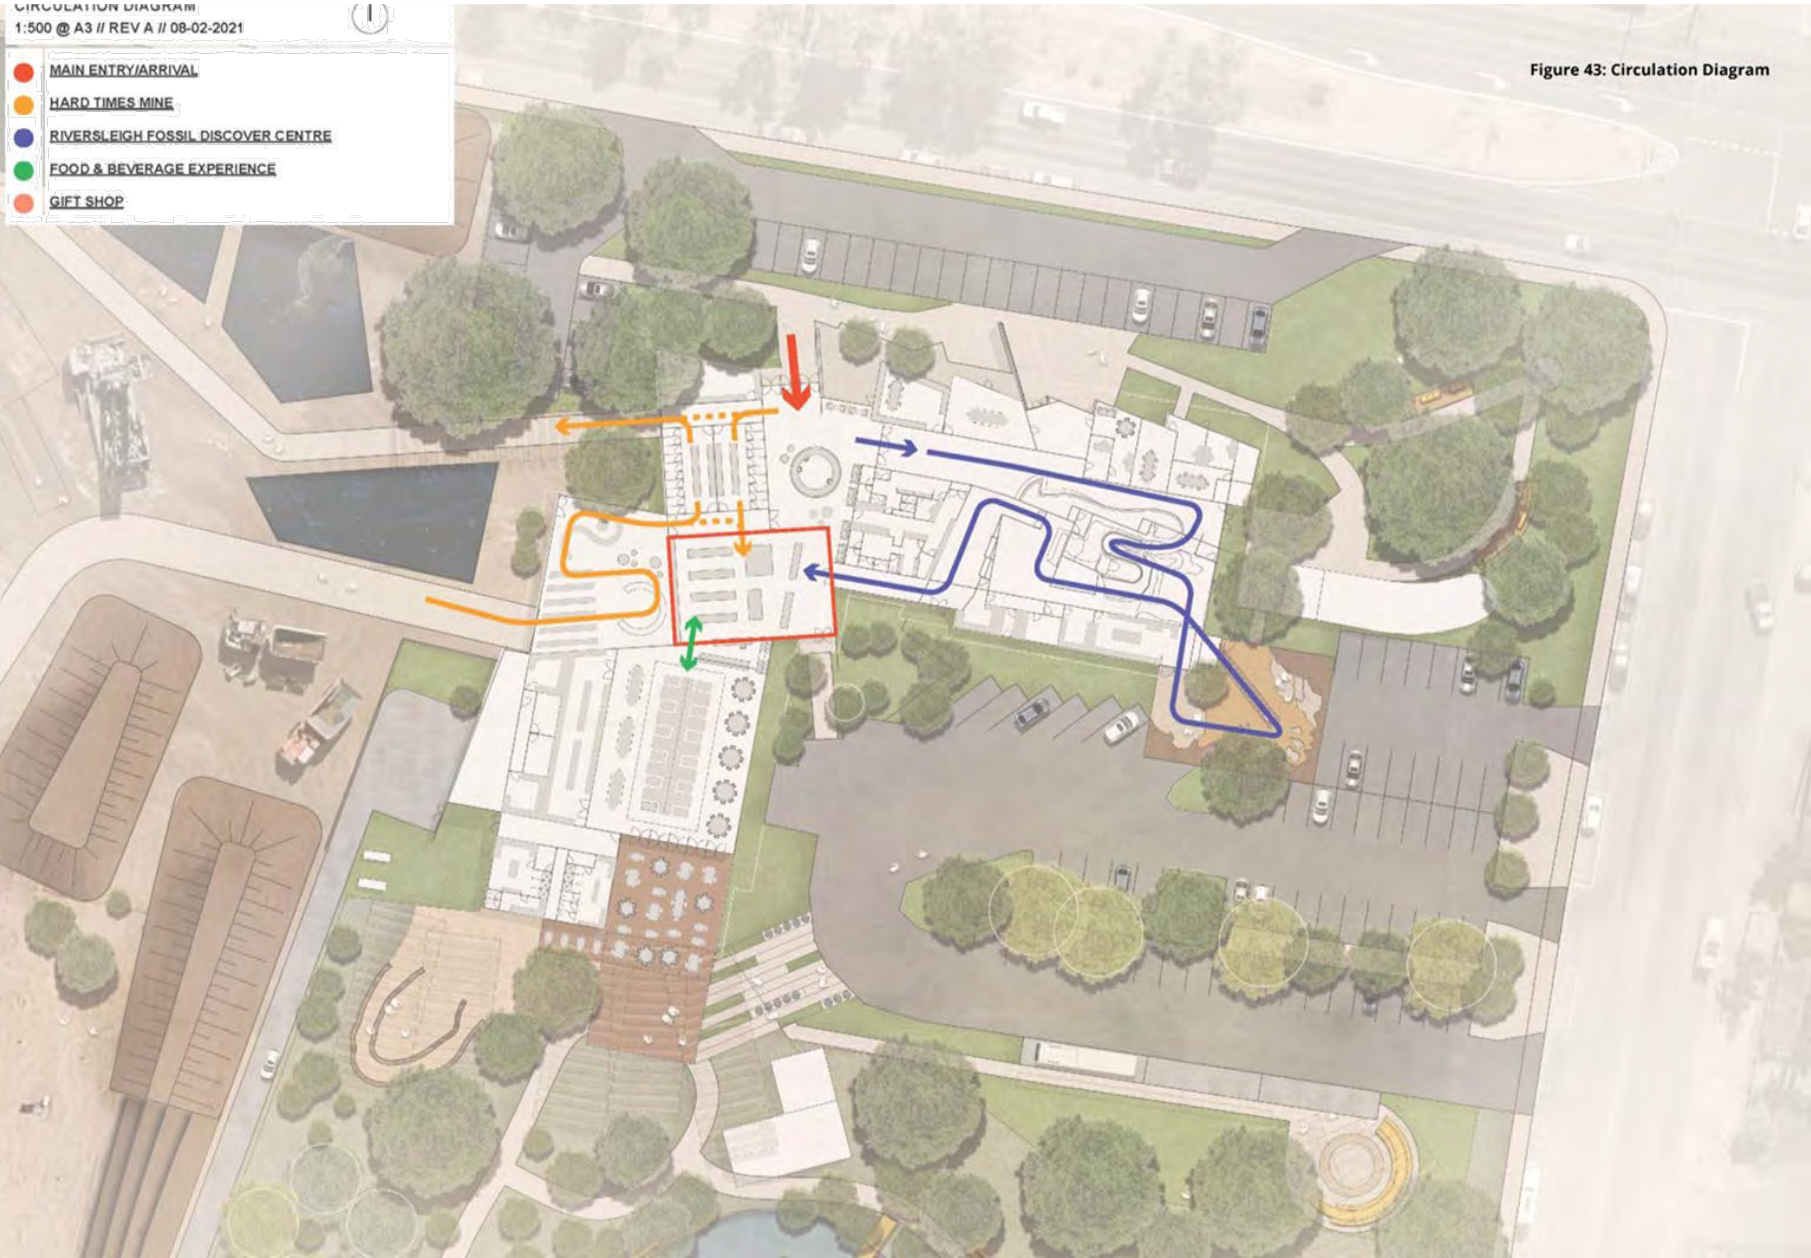 CIRCULATION DIAGRAM
1:500 @ A3 // REV A // 08-02-2021
MAIN ENTRY/ARRIVAL
HARD TIMES MINE
RIVERSLEIGH FOSSIL DISCOVER CENTRE
FOOD & BEVERAGE EXPERIENCE
GIFT SHOP
Figure 43: Circulation Diagram